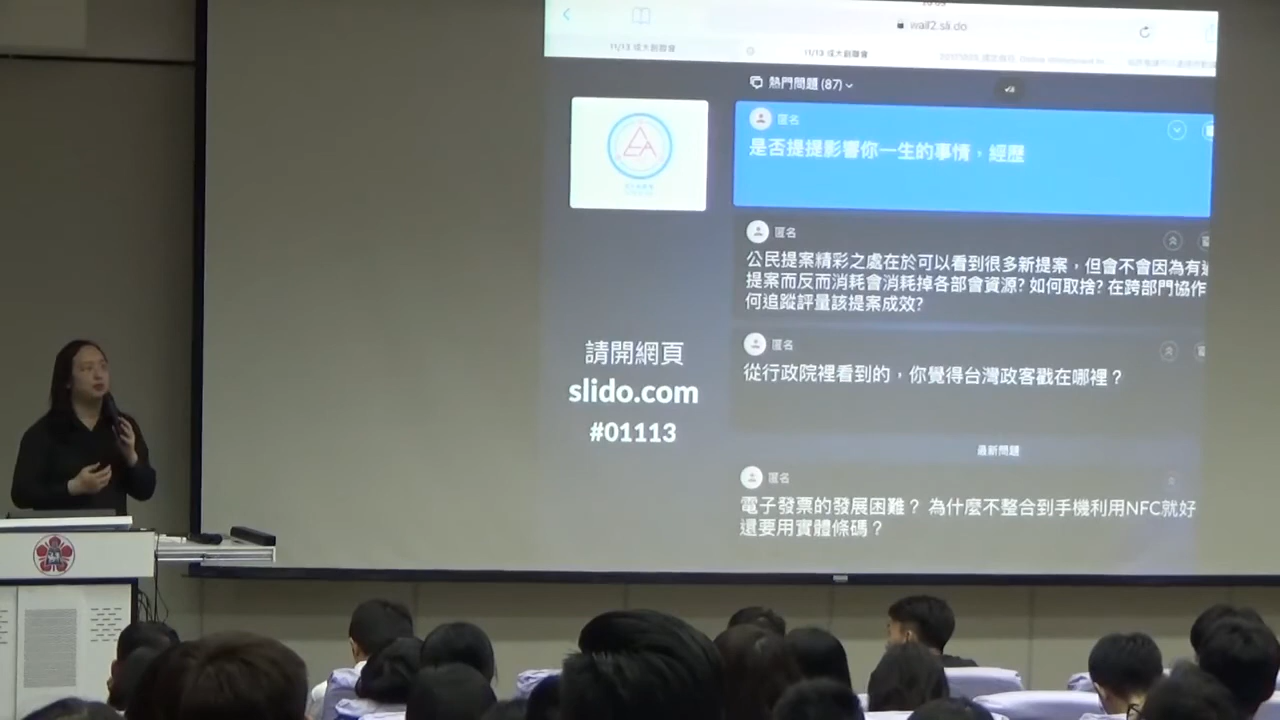 wall2.sli.do
11/13 成大創聯會
11/13 成大創聯會
熱門問題 (87)
匿名
是否提提影響你一生的事情，經歷
匿名
公民提案精彩之處在於可以看到很多新提案，但會不會因為有
提案而反而消耗會消耗掉各部會資源? 如何取捨? 在跨部門協作
何追蹤評量該提案成效?
請開網頁
slido.com
#01113
匿名
從行政院裡看到的，你覺得台灣政客戳在哪裡？
最新問題
匿名
電子發票的發展困難？ 為什麼不整合到手機利用NFC就好
還要用實體條碼？